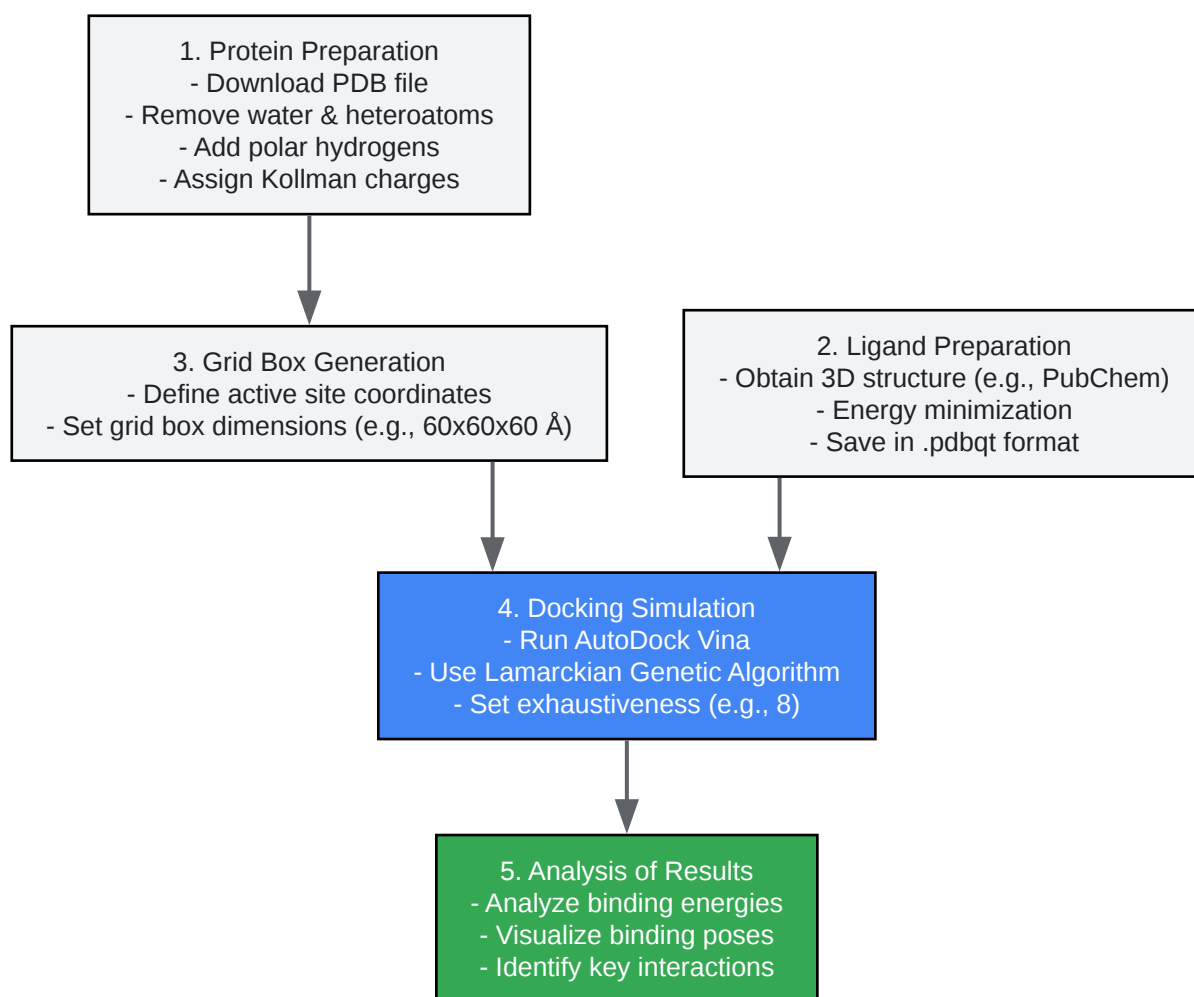 1. Protein Preparation
- Download PDB file
- Remove water & heteroatoms
- Add polar hydrogens
- Assign Kollman charges
2. Ligand Preparation
- Obtain 3D structure (e.g., PubChem)
- Energy minimization
- Save in .pdbqt format
3. Grid Box Generation
- Define active site coordinates
- Set grid box dimensions (e.g., 60x60x60 Å)
4. Docking Simulation
- Run AutoDock Vina
- Use Lamarckian Genetic Algorithm
- Set exhaustiveness (e.g., 8)
5. Analysis of Results
- Analyze binding energies
- Visualize binding poses
- Identify key interactions